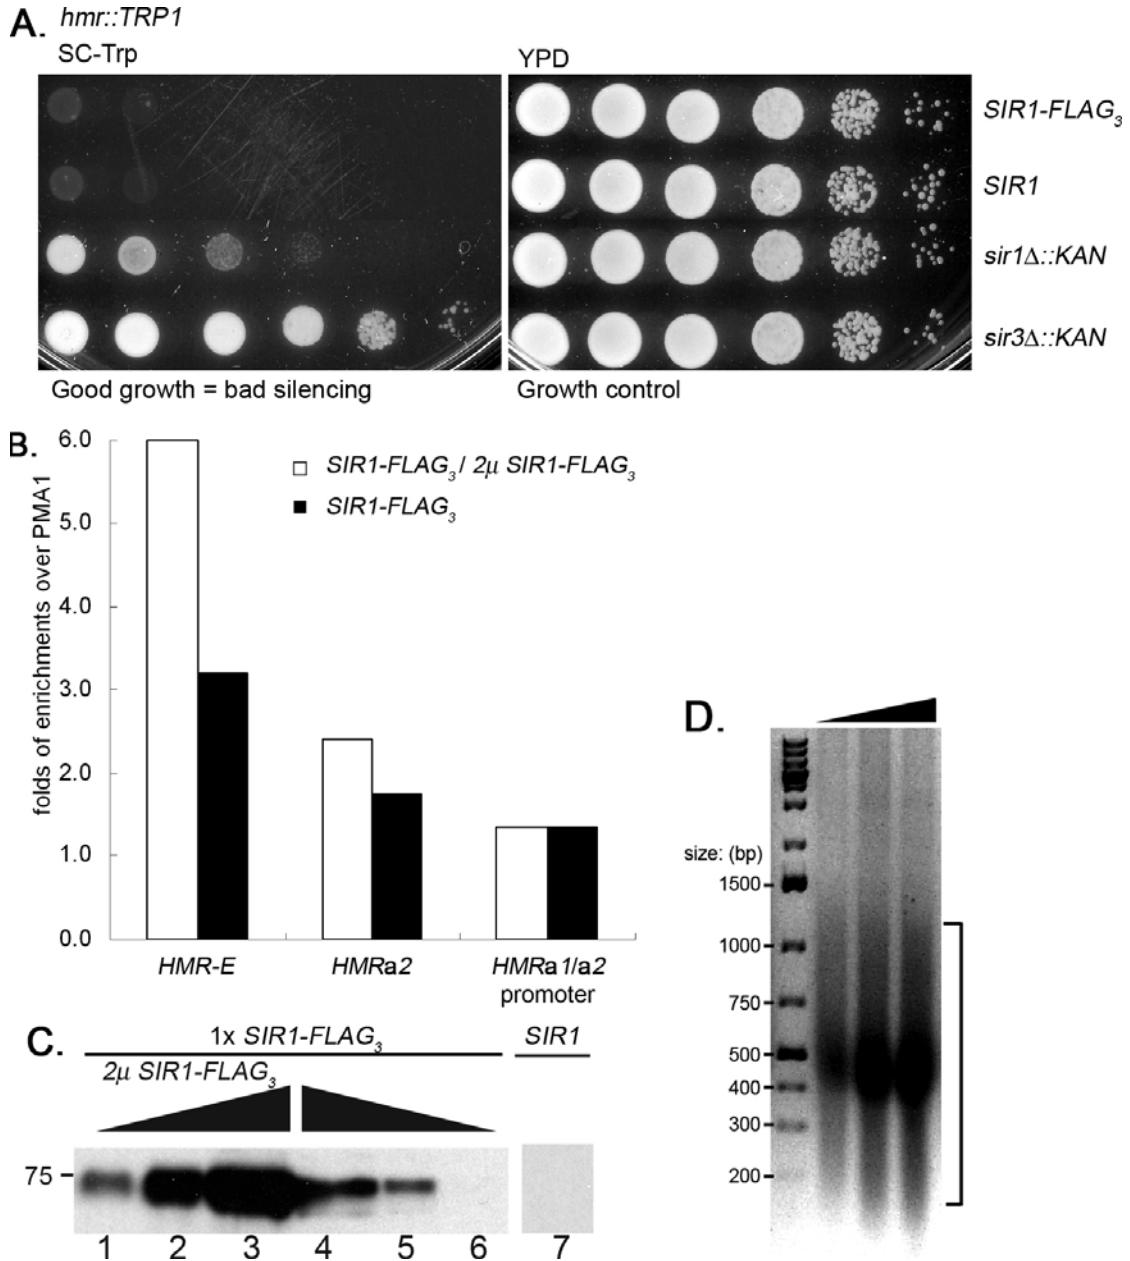 A.
hmr::TRP1
SC-Trp
YPD
SIR1-FLAG3
SIR1
sir1Δ::KAN
sir3Δ::KAN
Good growth = bad silencing
Growth control
B.
folds of enrichments over PMA1
6.0
5.0
4.0
3.0
2.0
1.0
0.0
SIR1-FLAG3 / 2μ SIR1-FLAG3
SIR1-FLAG3
HMR-E
HMRa2
HMRa1/a2
promoter
C.
1x SIR1-FLAG3
SIR1
2μ SIR1-FLAG3
75
1 2 3 4 5 6 7
D.
size: (bp)
1500
1000
750
500
400
300
200